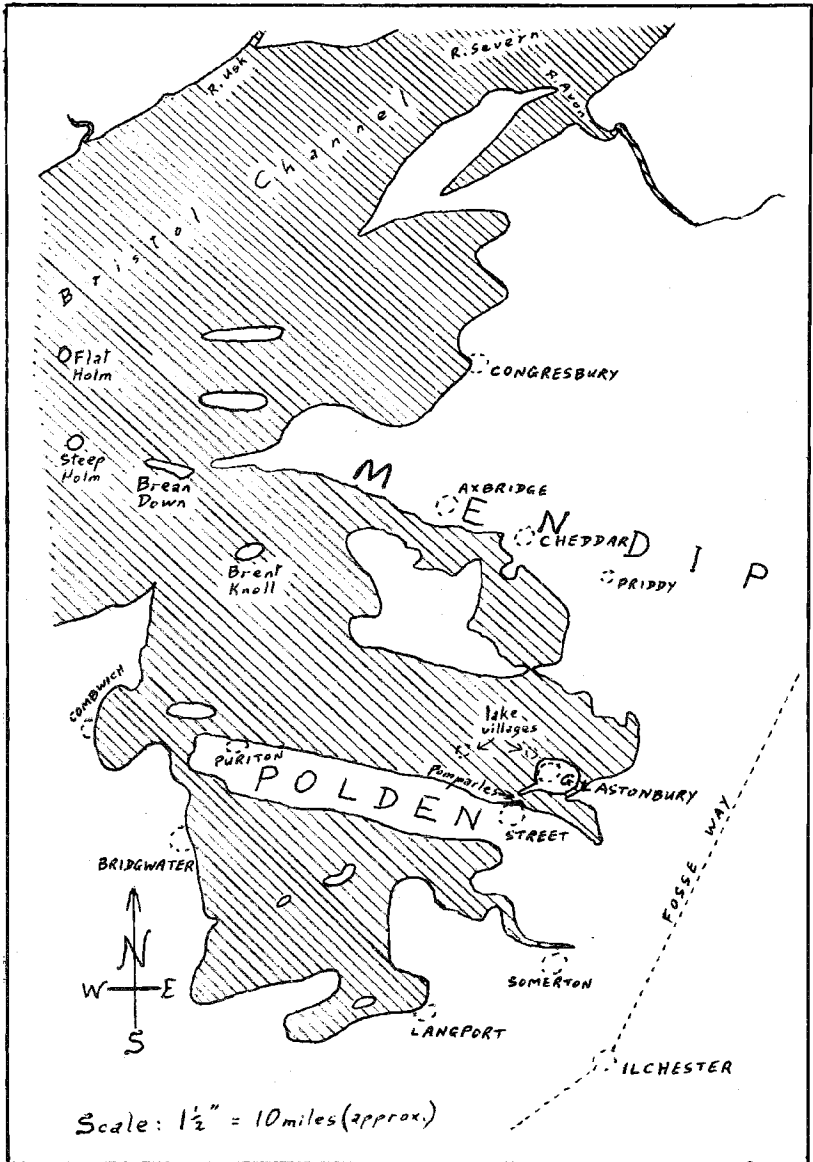 R. Usk
R. Severn
R. Avon
Bristol Channel
Flat
Holm
CONGRESBURY
Steep
Holm
Brean
Down
MENDIP
AXBRIDGE
CHEDDAR
PRIDDY
Brent
Knoll
COMBWICH
lake
villages
PURITON
POLDEN
Pomparles
GLASTONBURY
STREET
BRIDGWATER
FOSSE WAY
N
W E
S
SOMERTON
LANGPORT
ILCHESTER
Scale: 1½" = 10 miles (approx.)